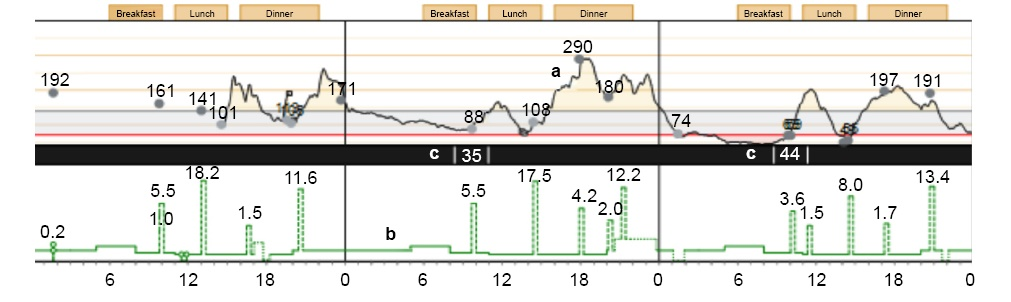 Breakfast Lunch Dinner Breakfast Lunch Dinner Breakfast Lunch Dinner
290
a
192 161 141 101 171 88 108 180 74 197 191
c 35 c 44
0.2 5.5 1.0 18.2 1.5 11.6 5.5 17.5 4.2 2.0 12.2 3.6 1.5 8.0 1.7 13.4
b
6 12 18 0 6 12 18 0 6 12 18 0